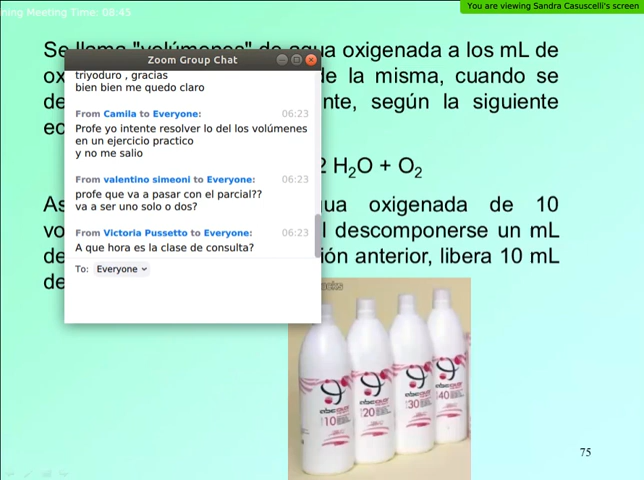 ning Meeting Time: 08:45
You are viewing Sandra Casuscelli's screen
Se llama "volúmenes" de agua oxigenada a los mL de
de la misma, cuando se
nte, según la siguiente
2 H₂O + O₂
ua oxigenada de 10
l descomponerse un mL
ión anterior, libera 10 mL
de
Zoom Group Chat
triyoduro , gracias
bien bien me quedo claro
From Camila to Everyone: 06:23
Profe yo intente resolver lo del los volúmenes
en un ejercicio practico
y no me salio
From valentino simeoni to Everyone: 06:23
profe que va a pasar con el parcial??
va a ser uno solo o dos?
From Victoria Pussetto to Everyone: 06:23
A que hora es la clase de consulta?
To: Everyone
10
20
30
40
75